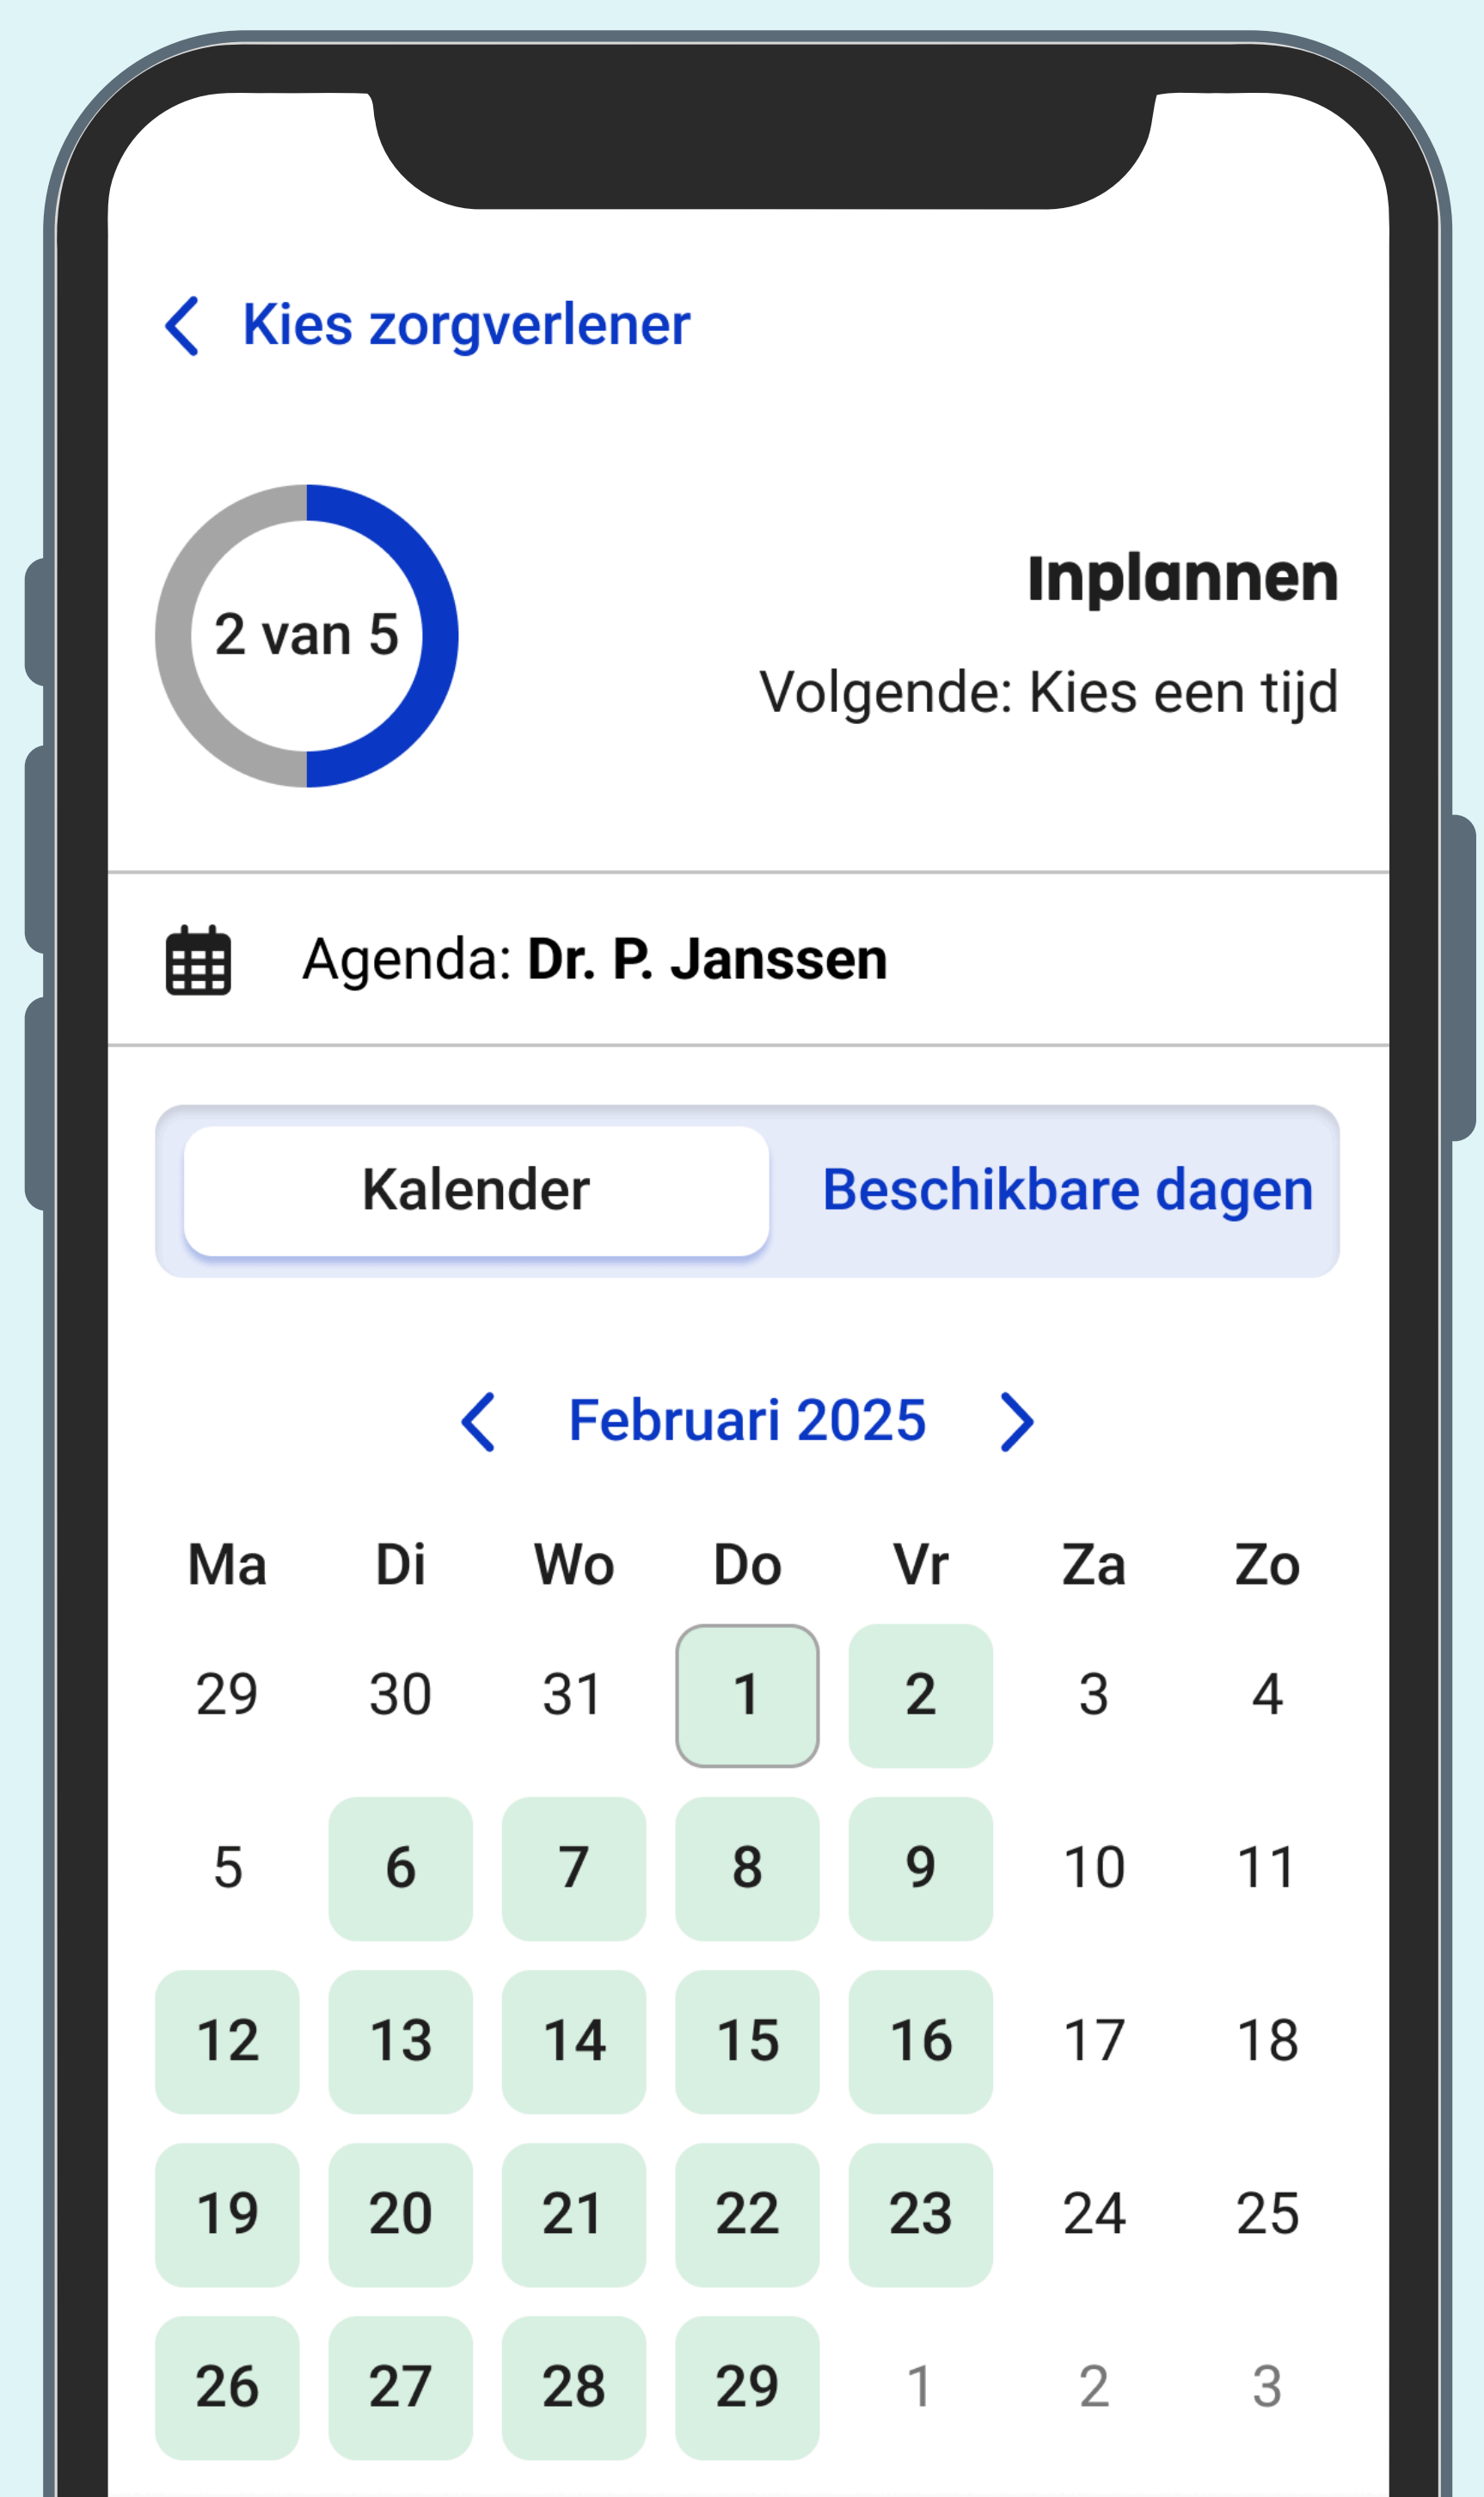 Kies zorgverlener
2 van 5
Inplannen
Volgende: Kies een tijd
Agenda: Dr. P. Janssen
Kalender Beschikbare dagen
Februari 2025
Ma Di Wo Do Vr Za Zo
29 30 31 1 2 3 4
5 6 7 8 9 10 11
12 13 14 15 16 17 18
19 20 21 22 23 24 25
26 27 28 29 1 2 3